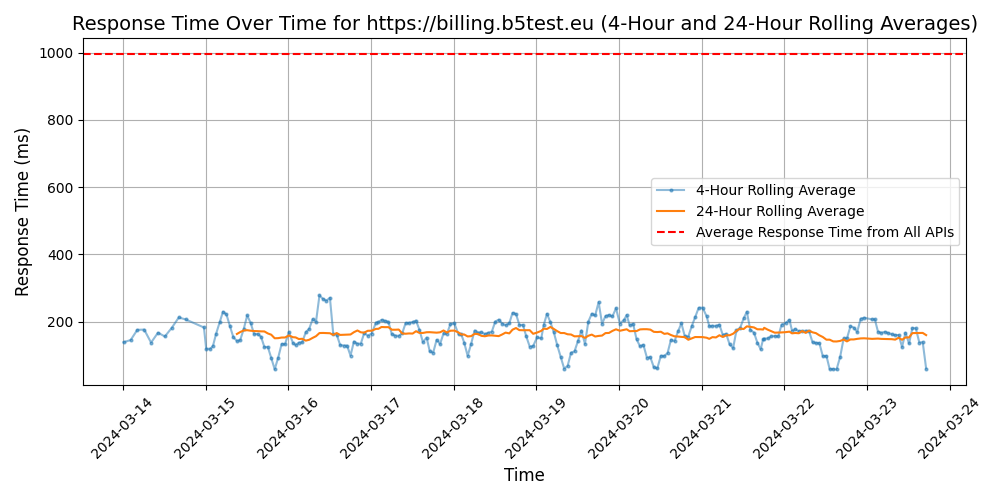 Response Time Over Time for https://billing.b5test.eu (4-Hour and 24-Hour Rolling Averages)
Response Time (ms)
1000
800
600
400
200
4-Hour Rolling Average
24-Hour Rolling Average
Average Response Time from All APIs
2024-03-14
2024-03-15
2024-03-16
2024-03-17
2024-03-18
2024-03-19
2024-03-20
2024-03-21
2024-03-22
2024-03-23
2024-03-24
Time